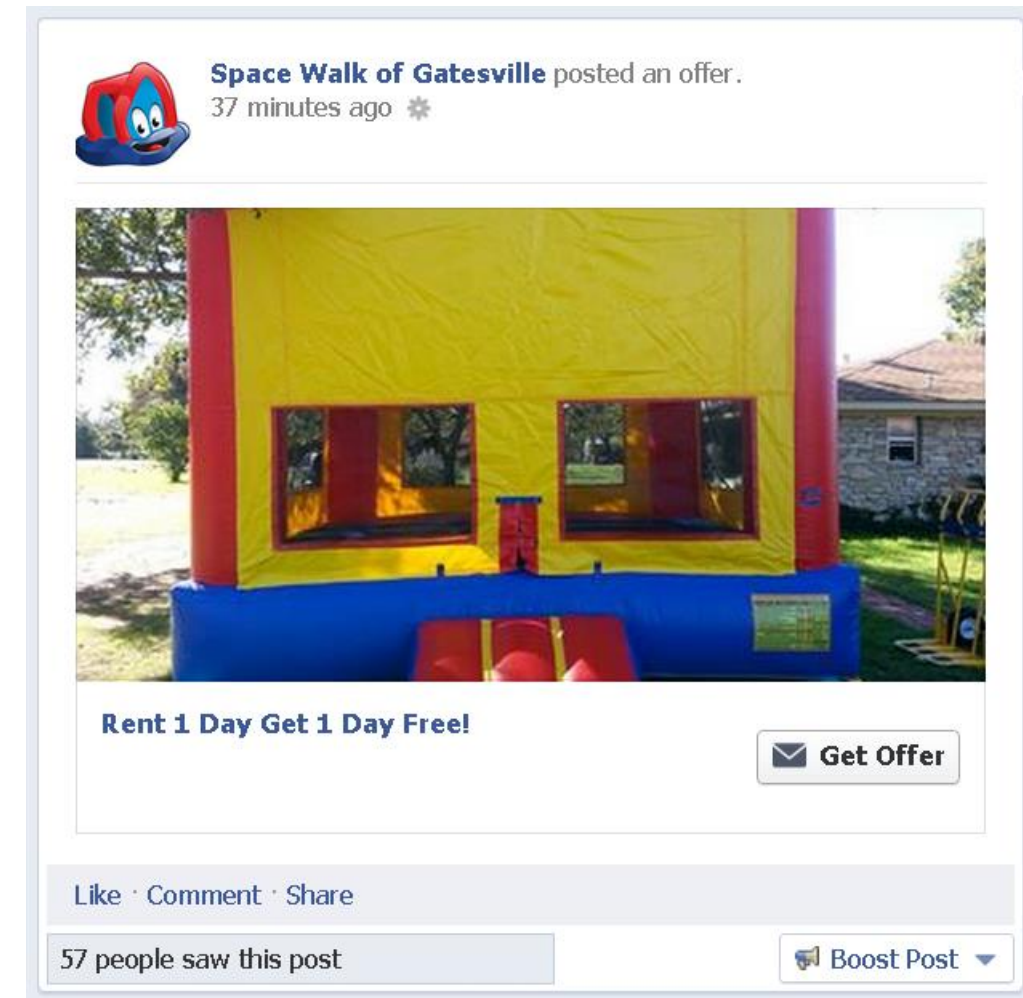 Space Walk of Gatesville posted an offer.
37 minutes ago
Rent 1 Day Get 1 Day Free!
Get Offer
Like · Comment · Share
57 people saw this post
Boost Post